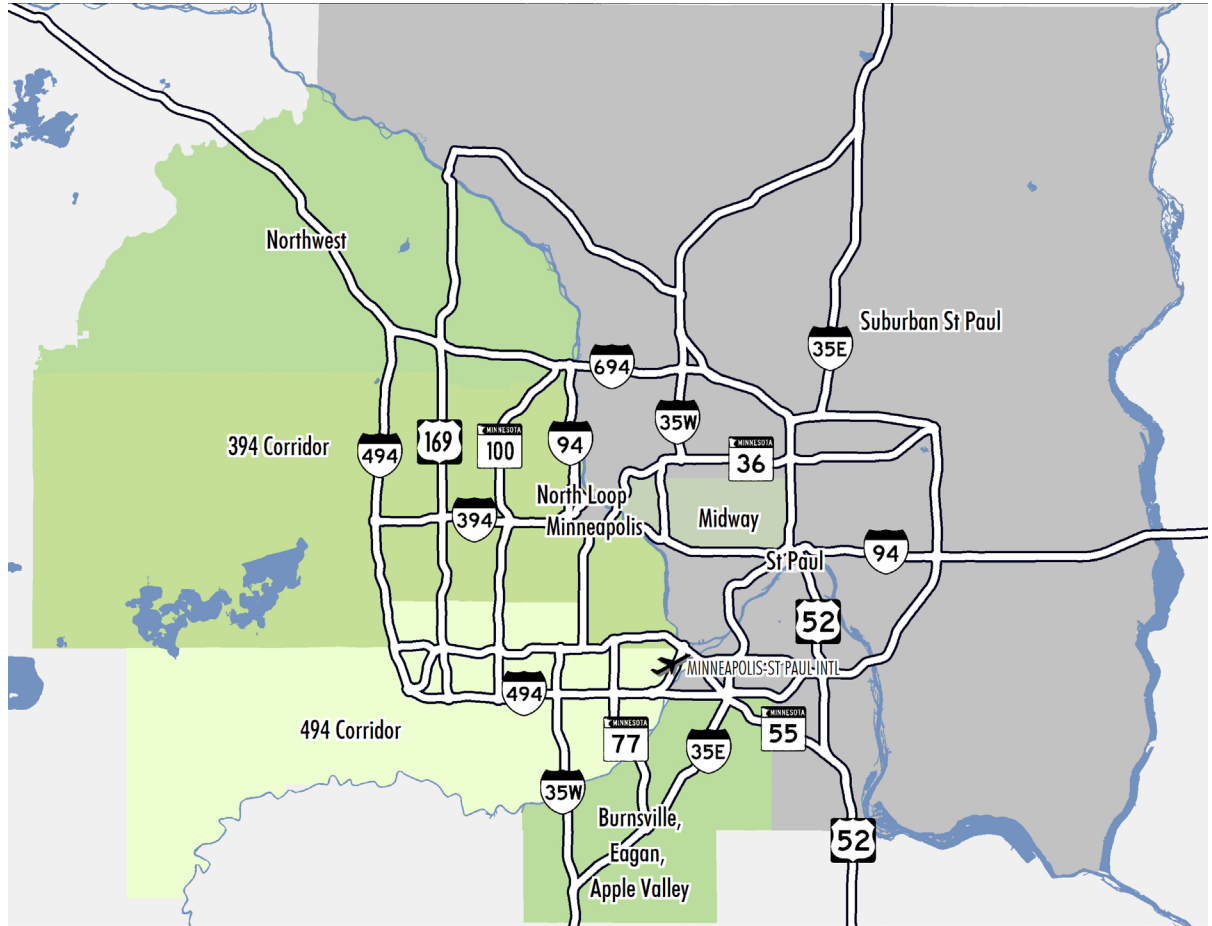 Northwest
Suburban St Paul
35E
694
35W
MINNESOTA
169
100
394 Corridor
494
94
MINNESOTA
36
North Loop
394
Minneapolis
Midway
St Paul
94
52
MINNEAPOLIS-ST PAUL INTL
494
494 Corridor
MINNESOTA
77
35E
MINNESOTA
55
35W
Burnsville,
Eagan,
Apple Valley
52